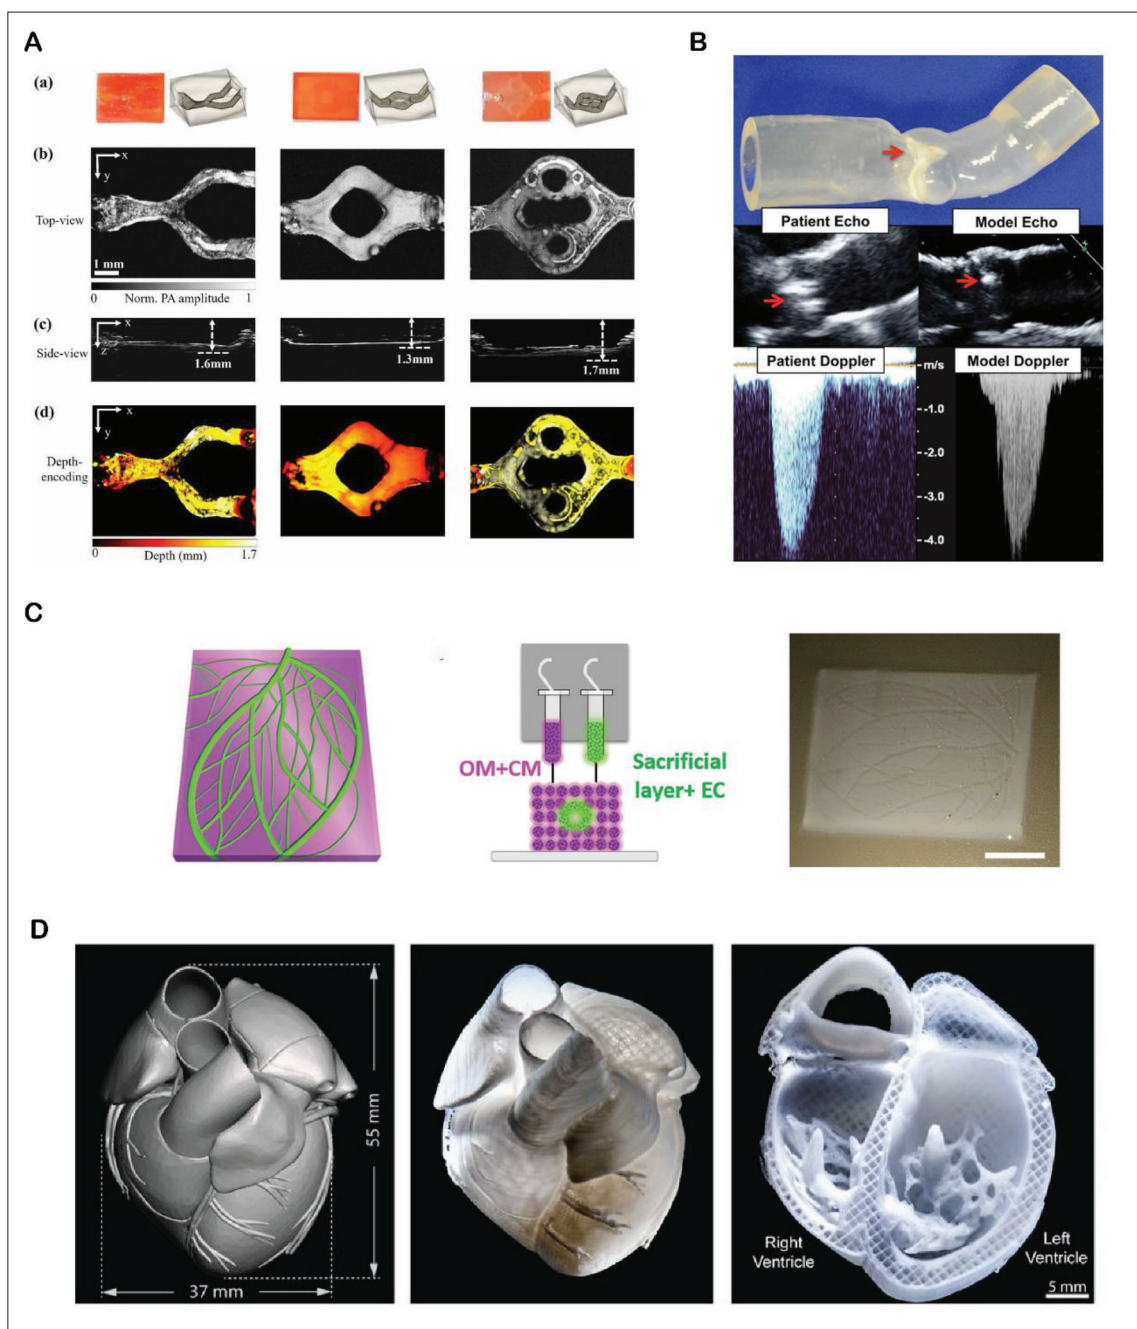 A
(a)
(b)
x
y
Top-view
1 mm
0 Norm. PA amplitude 1
(c)
x
z
Side-view
1.6mm
1.3mm
1.7mm
(d)
x
y
Depth-
encoding
0 Depth (mm) 1.7
B
Patient Echo
Model Echo
Patient Doppler
Model Doppler
m/s
-1.0
-2.0
-3.0
-4.0
C
OM+CM
Sacrificial
layer+ EC
D
55 mm
37 mm
Right
Ventricle
Left
Ventricle
5 mm